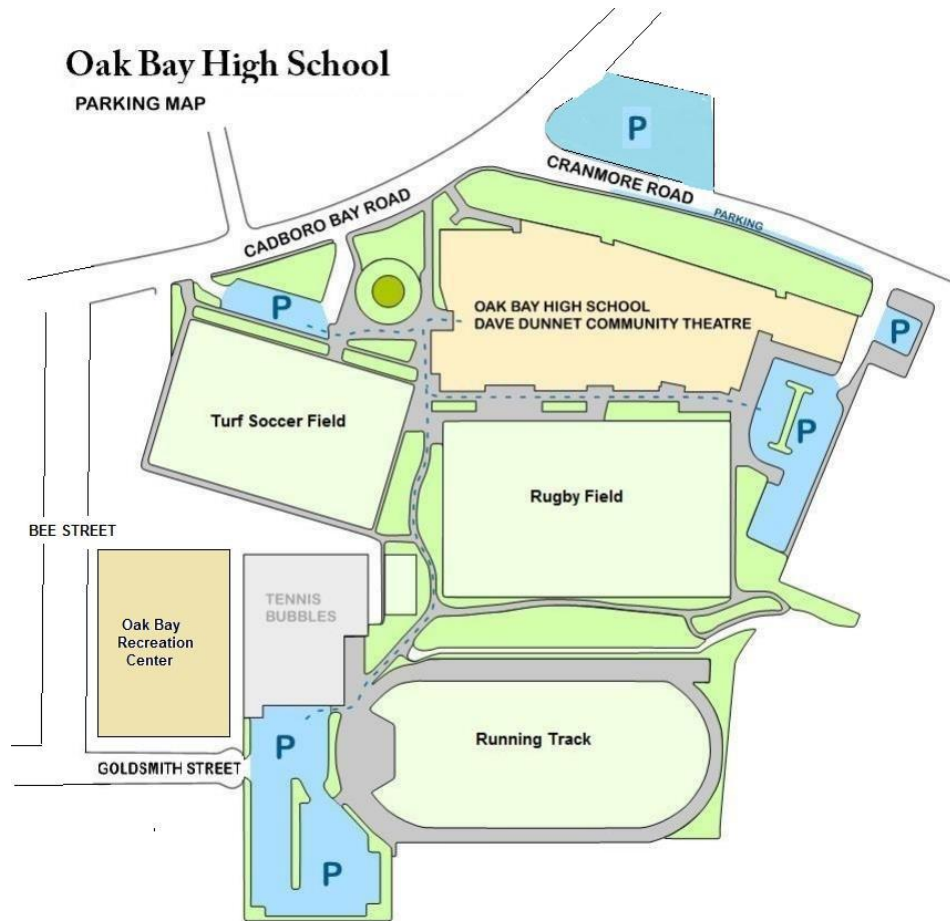 Oak Bay High School
PARKING MAP
P
CRANMORE ROAD
PARKING
CADBORO BAY ROAD
P
OAK BAY HIGH SCHOOL
DAVE DUNNET COMMUNITY THEATRE
P
Turf Soccer Field
P
Rugby Field
BEE STREET
TENNIS
BUBBLES
Oak Bay
Recreation
Center
Running Track
P
GOLDSMITH STREET
P